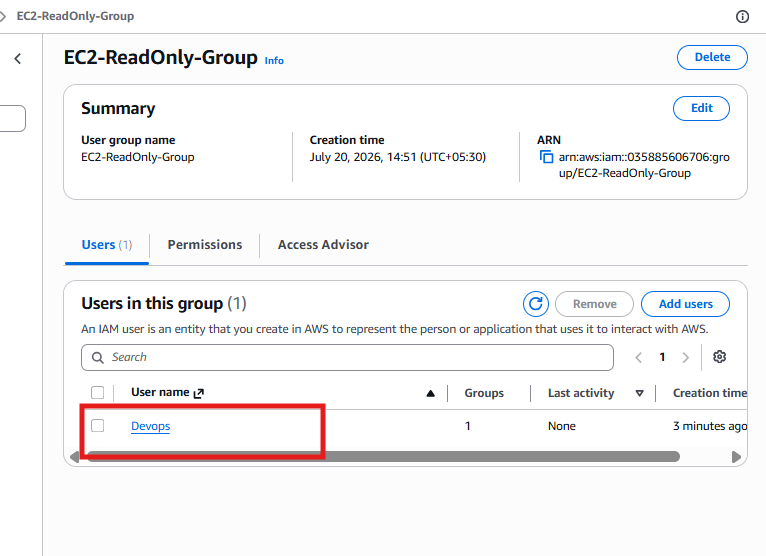 EC2-ReadOnly-Group
EC2-ReadOnly-Group Info
Delete
Summary
Edit
User group name
EC2-ReadOnly-Group
Creation time
July 20, 2026, 14:51 (UTC+05:30)
ARN
arn:aws:iam::035885606706:gro
up/EC2-ReadOnly-Group
Users (1)
Permissions
Access Advisor
Users in this group (1)
Remove
Add users
An IAM user is an entity that you create in AWS to represent the person or application that uses it to interact with AWS.
Search
1
User name
Groups
Last activity
Creation time
Devops
1
None
3 minutes ago